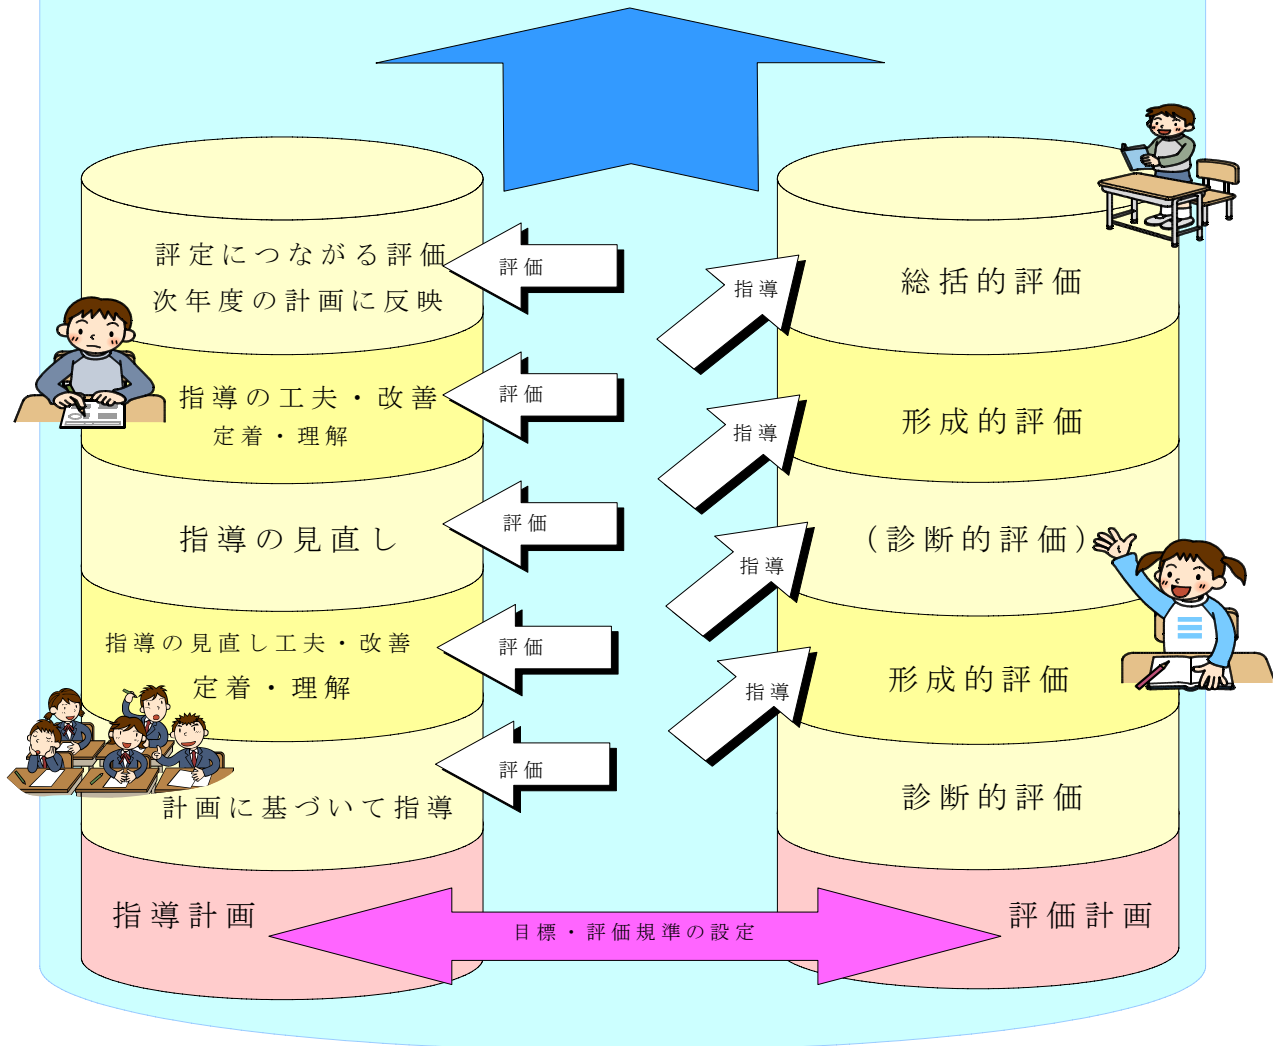 評定につながる評価
次年度の計画に反映
評価
指導
総括的評価
指導の工夫・改善
定着・理解
評価
指導
形成的評価
指導の見直し
評価
指導
(診断的評価)
指導の見直し工夫・改善
定着・理解
評価
指導
形成的評価
計画に基づいて指導
評価
診断的評価
指導計画
目標・評価規準の設定
評価計画